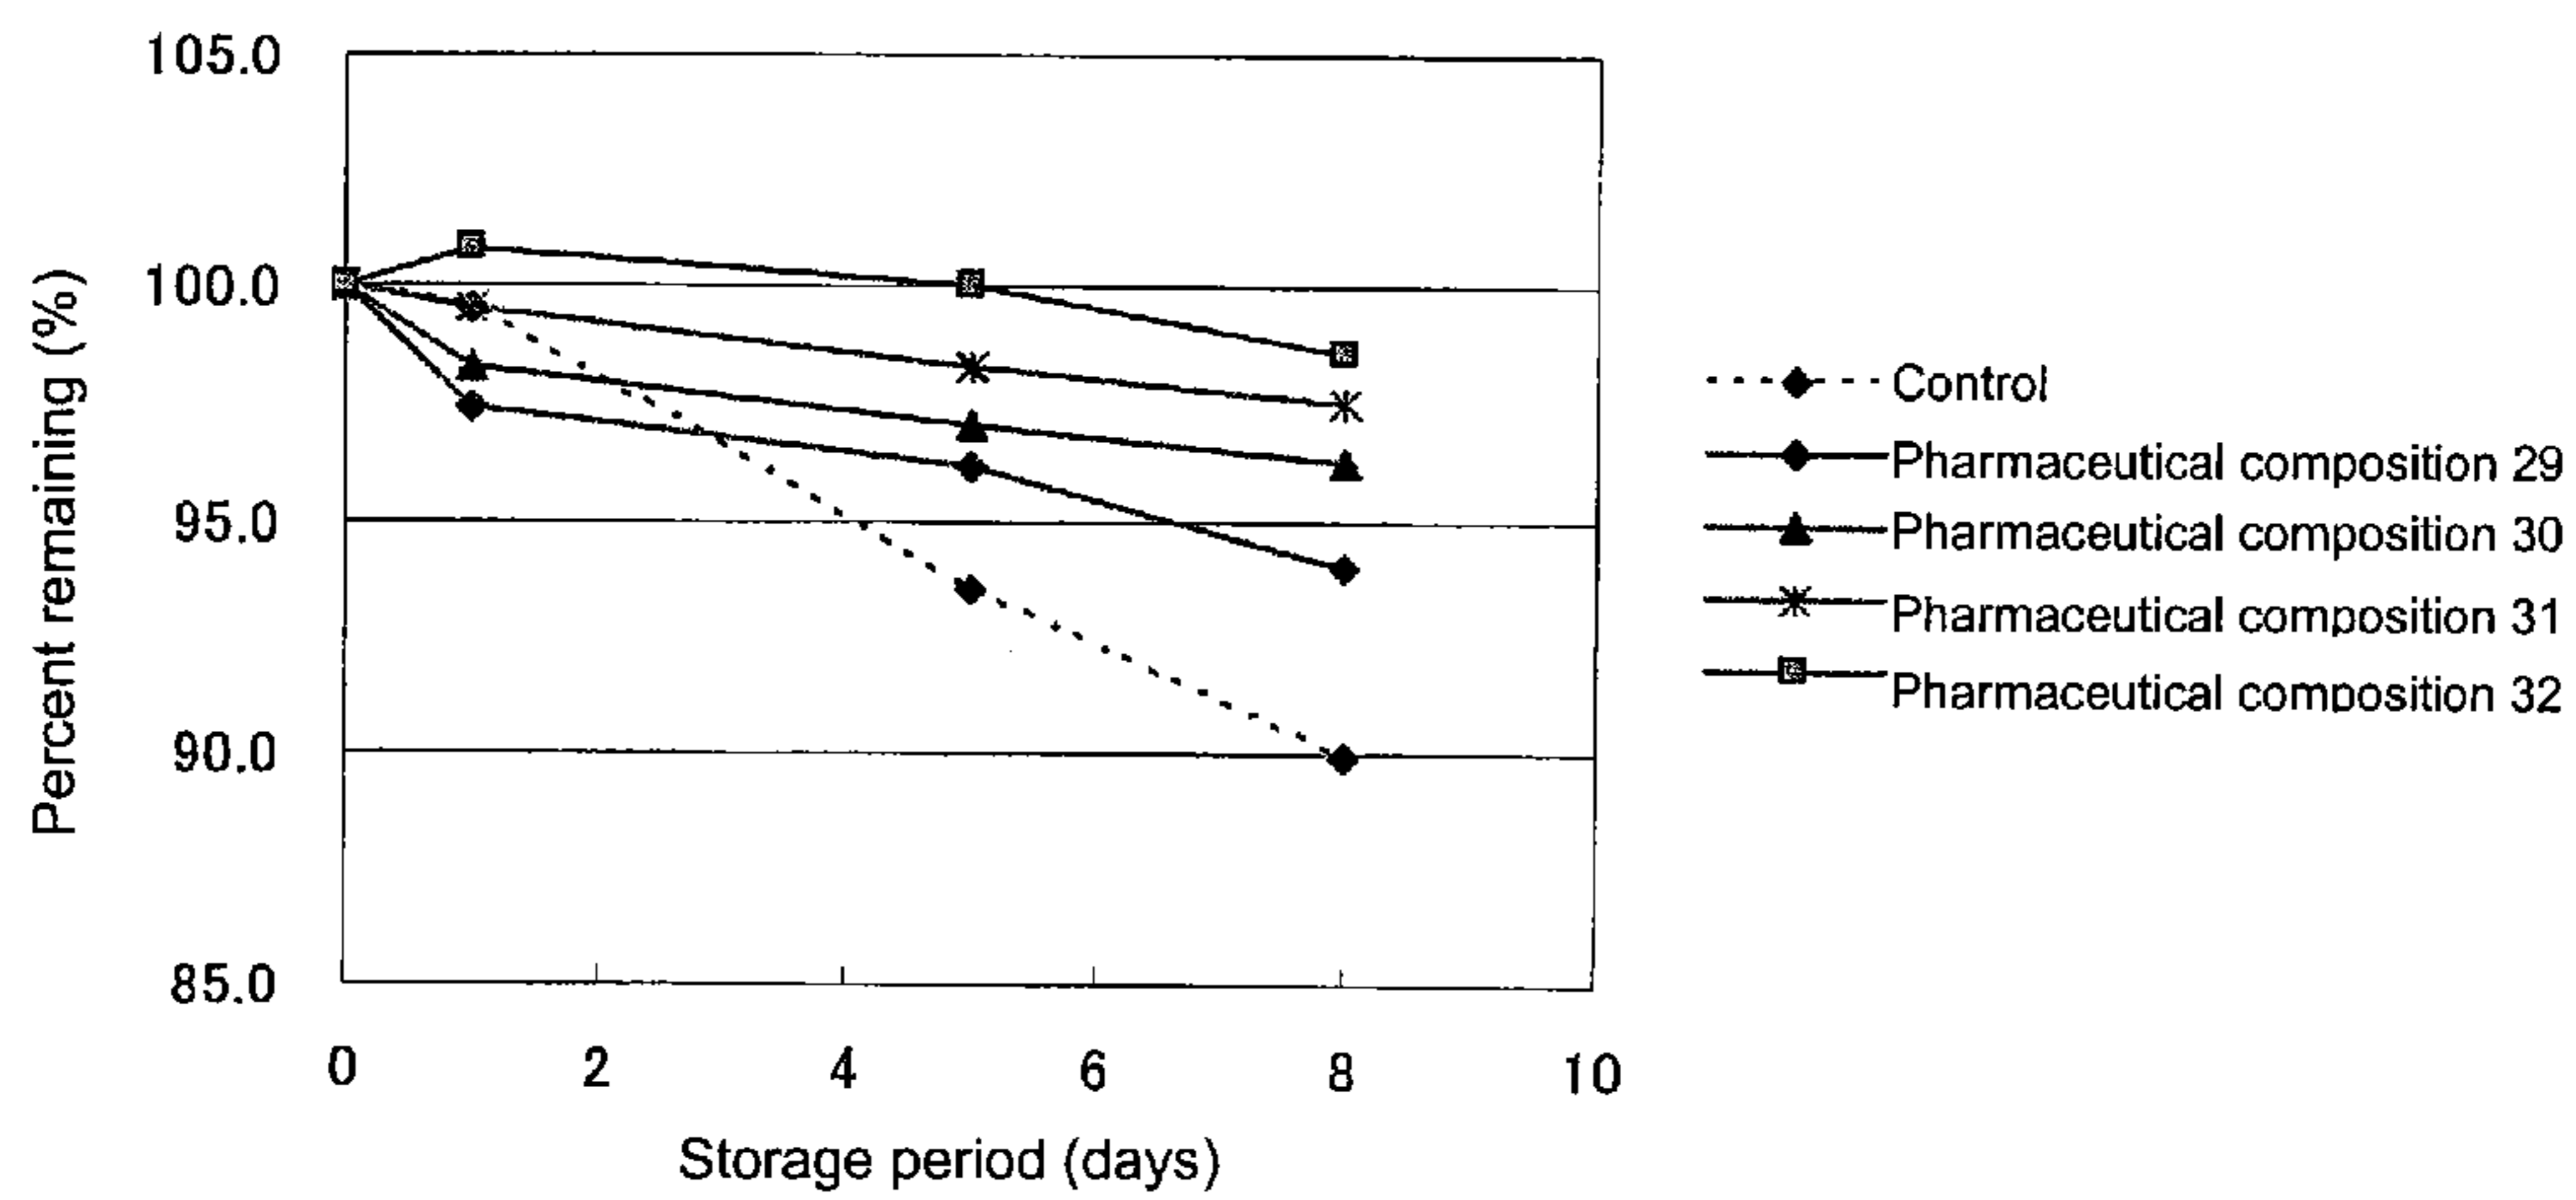 105.0
100.0
95.0
90.0
85.0
Percent remaining (%)
0 2 4 6 8 10
Storage period (days)
Control
Pharmaceutical composition 29
Pharmaceutical composition 30
Pharmaceutical composition 31
Pharmaceutical composition 32